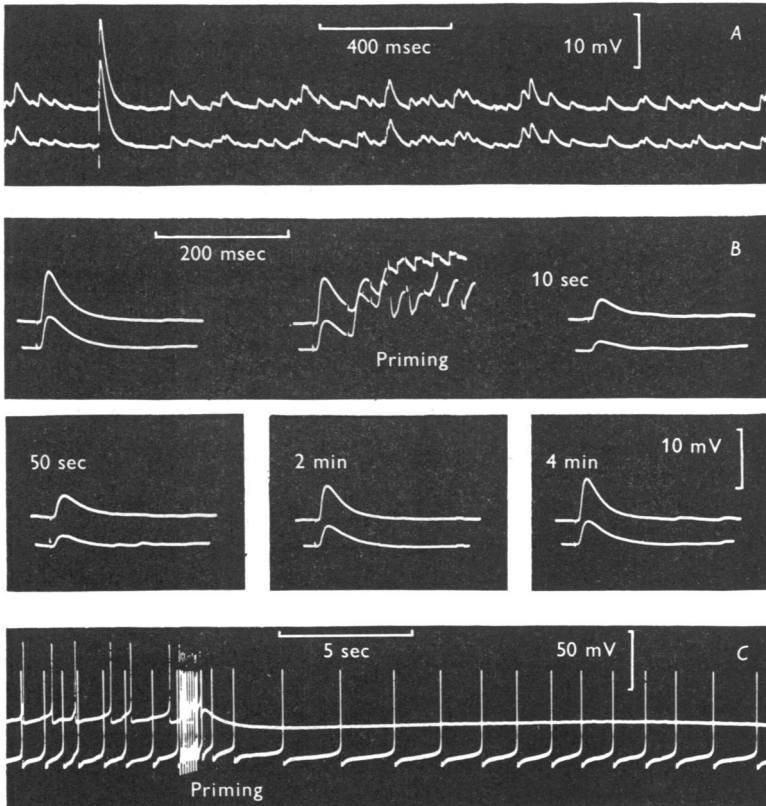 400 msec
10 mV
A
200 msec
B
10 sec
Priming
50 sec
2 min
4 min
10 mV
5 sec
50 mV
C
Priming